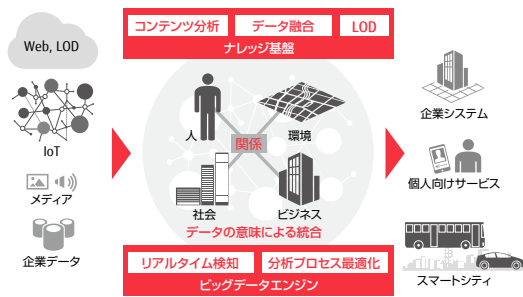 Web, LOD
IoT
メディア
企業データ
コンテンツ分析
データ融合
LOD
ナレッジ基盤
人
環境
関係
社会
ビジネス
データの意味による統合
リアルタイム検知
分析プロセス最適化
ビッグデータエンジン
企業システム
個人向けサービス
スマートシティ